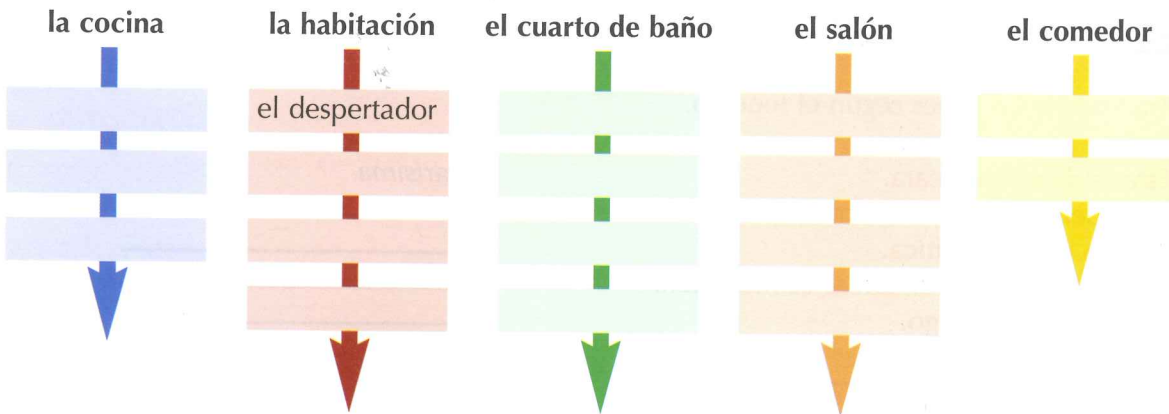 la cocina
la habitación
el cuarto de baño
el salón
el comedor
el despertador